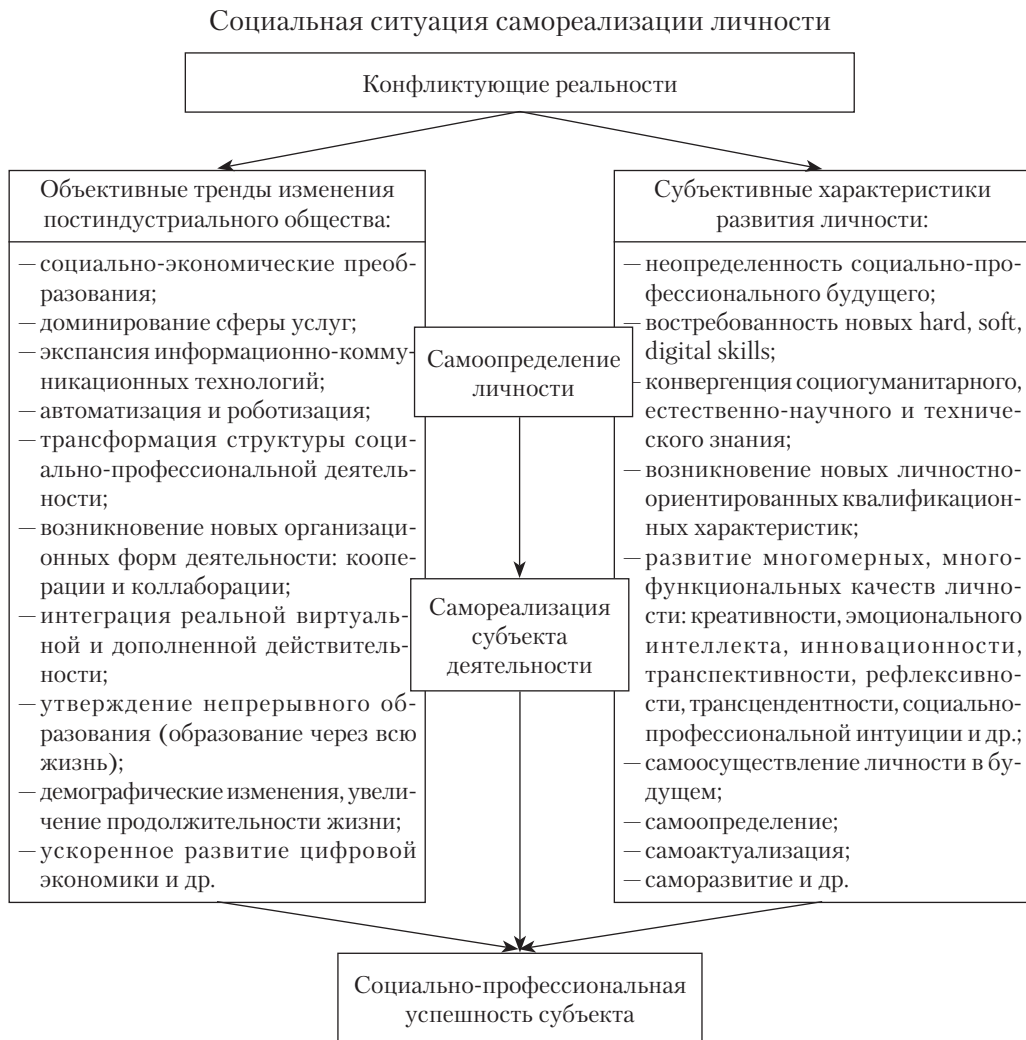 Социальная ситуация самореализации личности
Конфликтующие реальности
Объективные тренды изменения
постиндустриального общества:
— социально-экономические преоб-
разования;
— доминирование сферы услуг;
— экспансия информационно-комму-
никационных технологий;
— автоматизация и роботизация;
— трансформация структуры соци-
ально-профессиональной деятель-
ности;
— возникновение новых организаци-
онных форм деятельности: коопе-
рации и коллаборации;
— интеграция реальной виртуаль-
ной и дополненной действитель-
ности;
— утверждение непрерывного об-
разования (образование через всю
жизнь);
— демографические изменения, увели-
чение продолжительности жизни;
— ускоренное развитие цифровой
экономики и др.
Самоопределение
личности
Самореализация
субъекта
деятельности
Субъективные характеристики
развития личности:
— неопределенность социально-про-
фессионального будущего;
— востребованность новых hard, soft,
digital skills;
— конвергенция социогуманитарного,
естественно-научного и техниче-
ского знания;
— возникновение новых личностно-
ориентированных квалификацион-
ных характеристик;
— развитие многомерных, много-
функциональных качеств лично-
сти: креативности, эмоционального
интеллекта, инновационности,
транспективности, рефлексивно-
сти, трансцендентности, социально-
профессиональной интуиции и др.;
— самоосуществление личности в бу-
дущем;
— самоопределение;
— самоактуализация;
— саморазвитие и др.
Социально-профессиональная
успешность субъекта